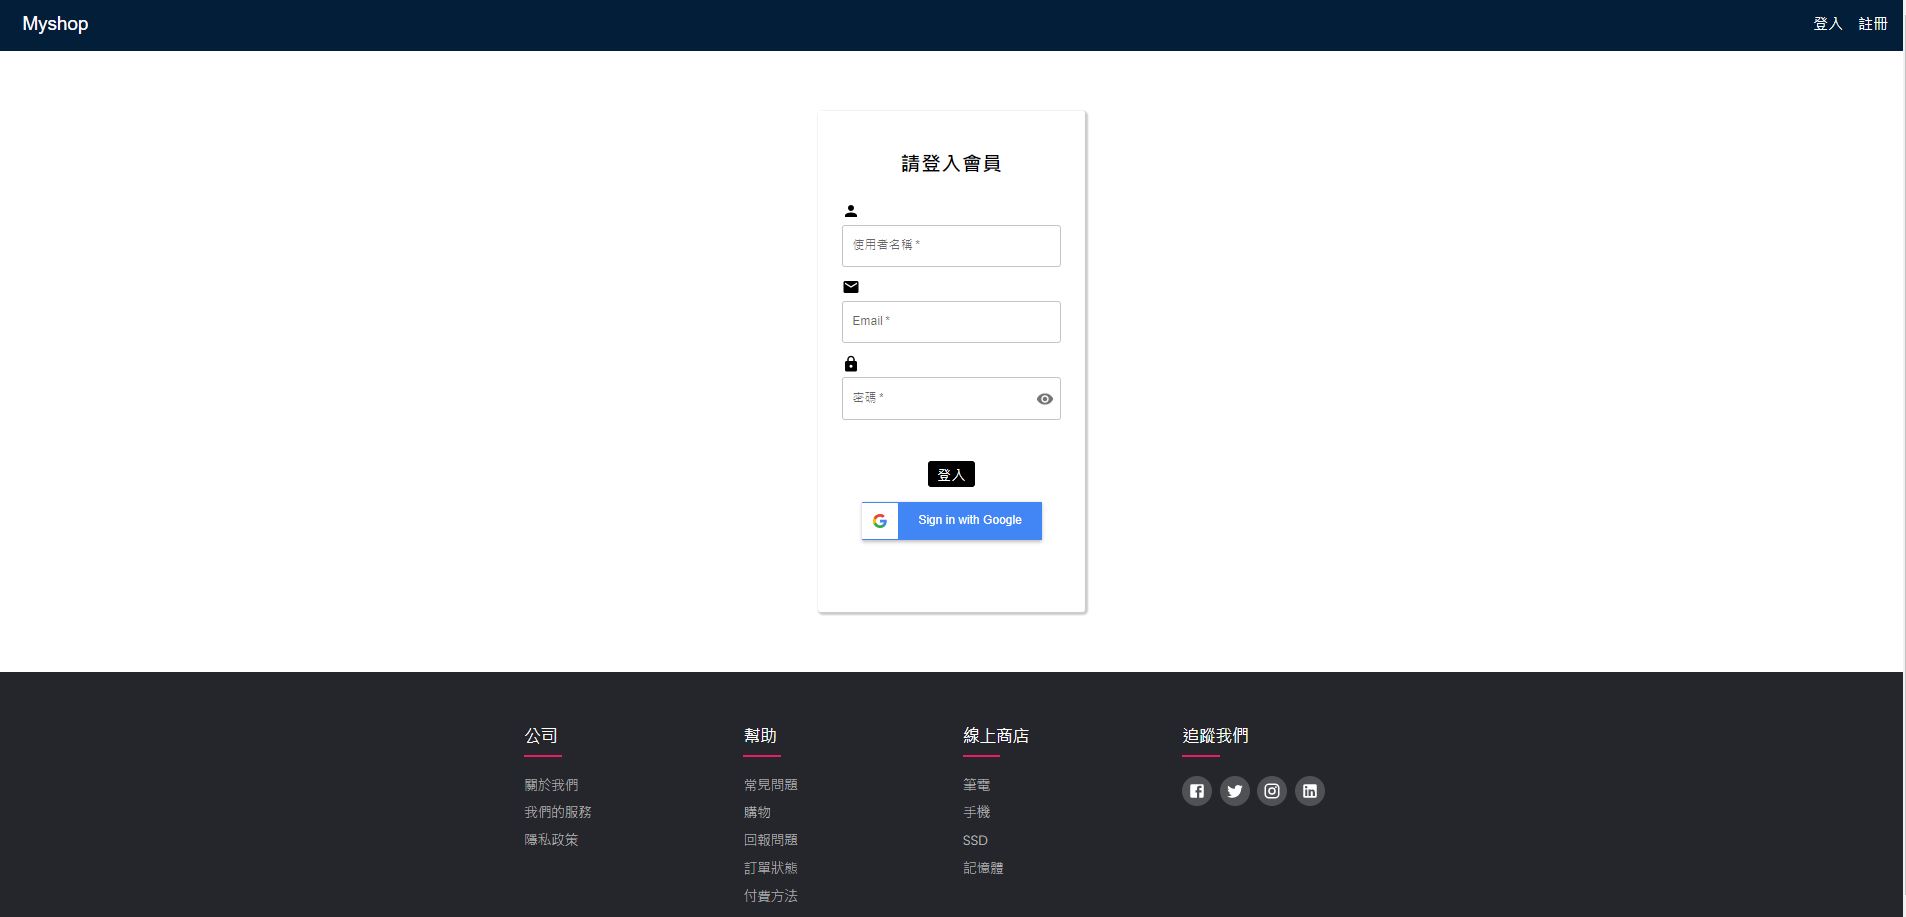 Myshop
登入 註冊
請登入會員
使用者名稱 *
Email *
密碼 *
登入
Sign in with Google
公司
關於我們
我們的服務
隱私政策
幫助
常見問題
購物
回報問題
訂單狀態
付費方法
線上商店
筆電
手機
SSD
記憶體
追蹤我們